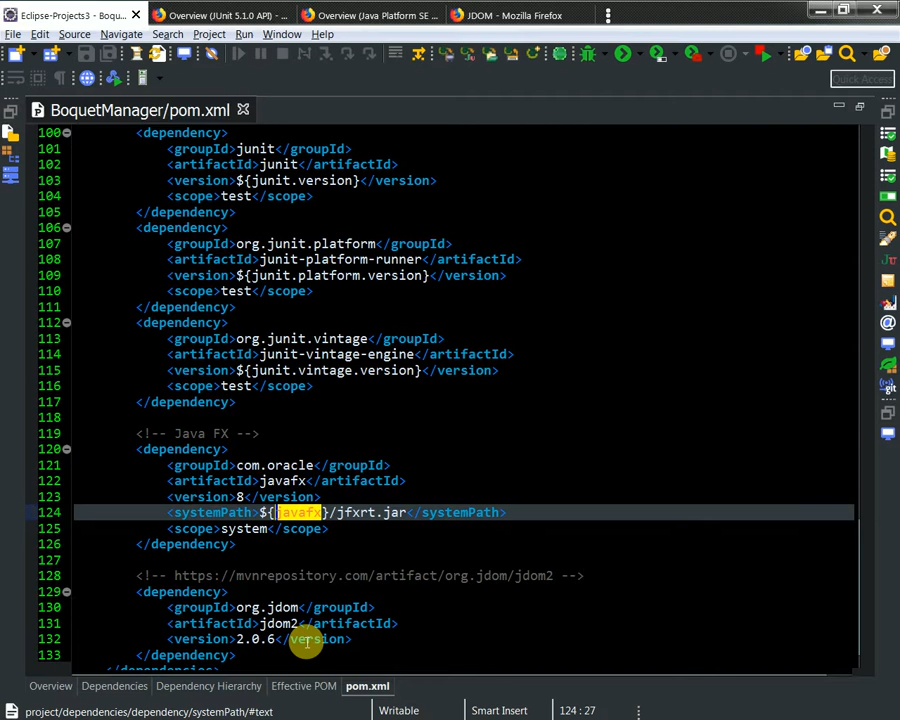 Eclipse-Projects3 - Boque...
Overview (JUnit 5.1.0 API) - ...
Overview (Java Platform SE ...
JDOM - Mozilla Firefox
File Edit Source Navigate Search Project Run Window Help
Quick Access
BoquetManager/pom.xml
100 <dependency>
101 <groupId>junit</groupId>
102 <artifactId>junit</artifactId>
103 <version>${junit.version}</version>
104 <scope>test</scope>
105 </dependency>
106 <dependency>
107 <groupId>org.junit.platform</groupId>
108 <artifactId>junit-platform-runner</artifactId>
109 <version>${junit.platform.version}</version>
110 <scope>test</scope>
111 </dependency>
112 <dependency>
113 <groupId>org.junit.vintage</groupId>
114 <artifactId>junit-vintage-engine</artifactId>
115 <version>${junit.vintage.version}</version>
116 <scope>test</scope>
117 </dependency>
118
119 <!-- Java FX -->
120 <dependency>
121 <groupId>com.oracle</groupId>
122 <artifactId>javafx</artifactId>
123 <version>8</version>
124 <systemPath>${javafx}/jfxrt.jar</systemPath>
125 <scope>system</scope>
126 </dependency>
127
128 <!-- https://mvnrepository.com/artifact/org.jdom/jdom2 -->
129 <dependency>
130 <groupId>org.jdom</groupId>
131 <artifactId>jdom2</artifactId>
132 <version>2.0.6</version>
133 </dependency>
</dependencies>
Overview Dependencies Dependency Hierarchy Effective POM pom.xml
project/dependencies/dependency/systemPath/#text
Writable
Smart Insert
124 : 27